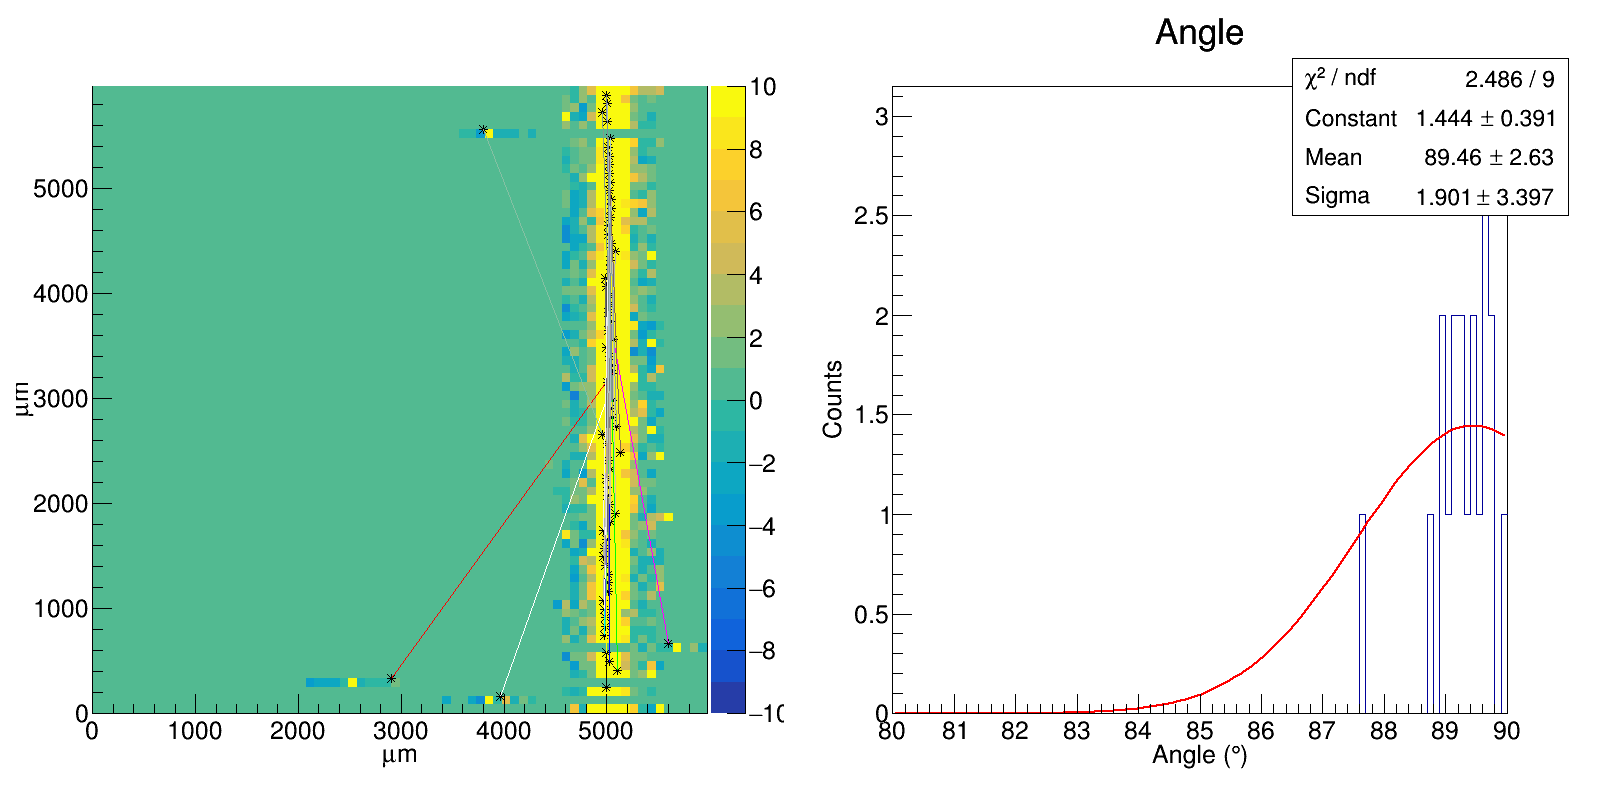 Angle
χ² / ndf 2.486 / 9
Constant 1.444 ± 0.391
Mean 89.46 ± 2.63
Sigma 1.901 ± 3.397
10
8
6
4
2
0
−2
−4
−6
−8
−10
5000
4000
3000
2000
1000
0
μm
0 1000 2000 3000 4000 5000
μm
3
2.5
2
1.5
1
0.5
0
Counts
80 81 82 83 84 85 86 87 88 89 90
Angle (°)